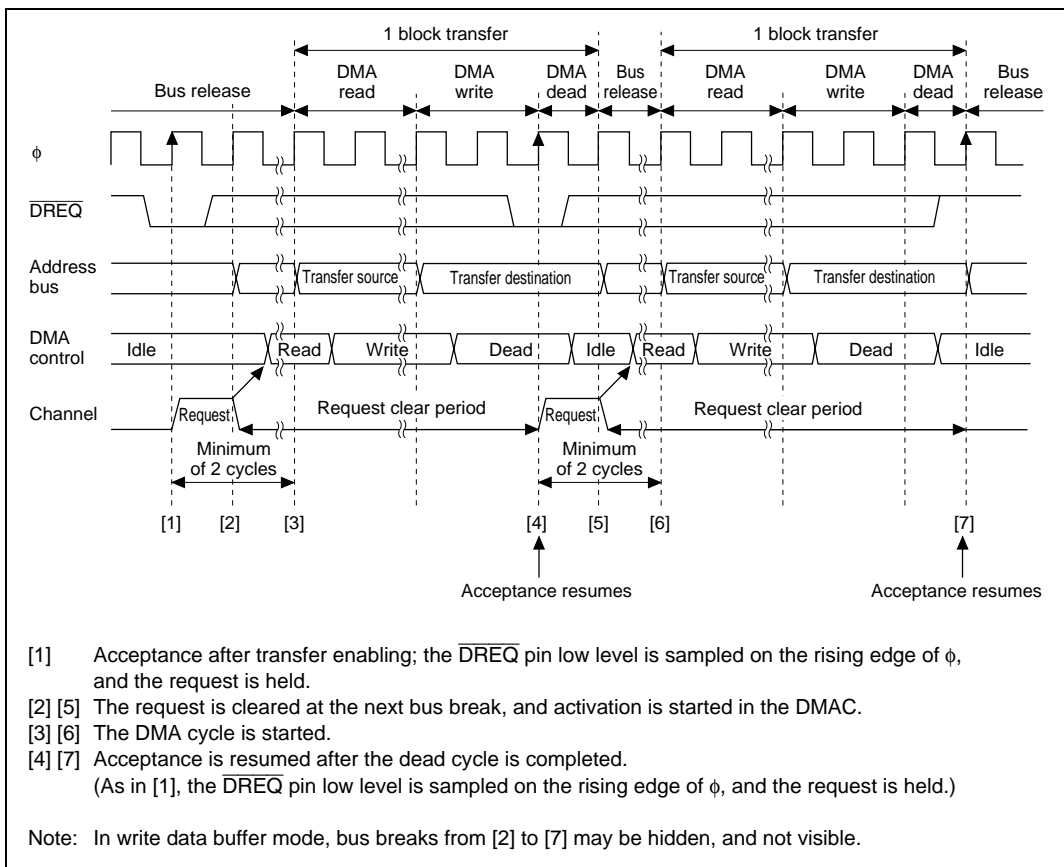 1 block transfer 1 block transfer
Bus release DMA read DMA write DMA dead Bus release DMA read DMA write DMA dead Bus release
φ
DREQ
Address bus Transfer source Transfer destination Transfer source Transfer destination
DMA control Idle Read Write Dead Idle Read Write Dead Idle
Channel Request Request clear period Request Request clear period
Minimum of 2 cycles Minimum of 2 cycles
[1] [2] [3] [4] [5] [6] [7]
Acceptance resumes Acceptance resumes
[1] Acceptance after transfer enabling; the DREQ pin low level is sampled on the rising edge of φ,
and the request is held.
[2] [5] The request is cleared at the next bus break, and activation is started in the DMAC.
[3] [6] The DMA cycle is started.
[4] [7] Acceptance is resumed after the dead cycle is completed.
(As in [1], the DREQ pin low level is sampled on the rising edge of φ, and the request is held.)
Note: In write data buffer mode, bus breaks from [2] to [7] may be hidden, and not visible.